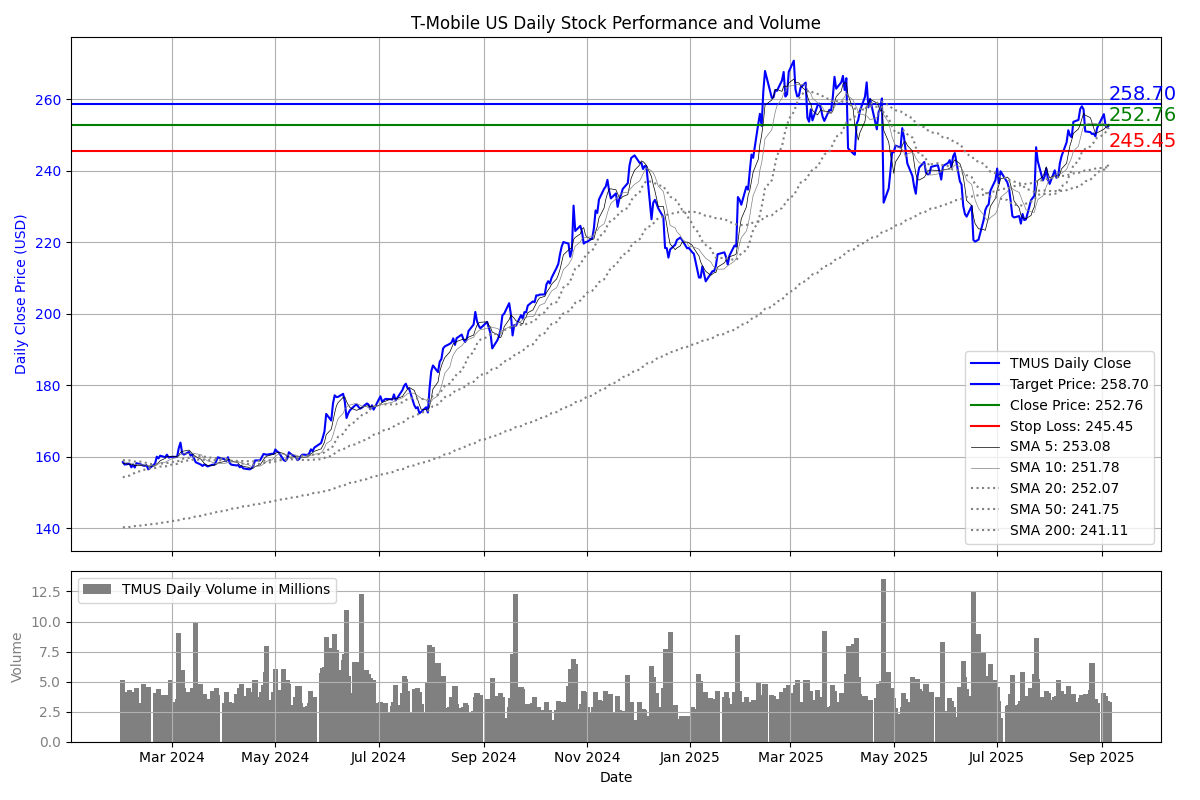 T-Mobile US Daily Stock Performance and Volume
Daily Close Price (USD)
260
240
220
200
180
160
140
258.70
252.76
245.45
TMUS Daily Close
Target Price: 258.70
Close Price: 252.76
Stop Loss: 245.45
SMA 5: 253.08
SMA 10: 251.78
SMA 20: 252.07
SMA 50: 241.75
SMA 200: 241.11
Volume
12.5
10.0
7.5
5.0
2.5
0.0
TMUS Daily Volume in Millions
Mar 2024 May 2024 Jul 2024 Sep 2024 Nov 2024 Jan 2025 Mar 2025 May 2025 Jul 2025 Sep 2025
Date